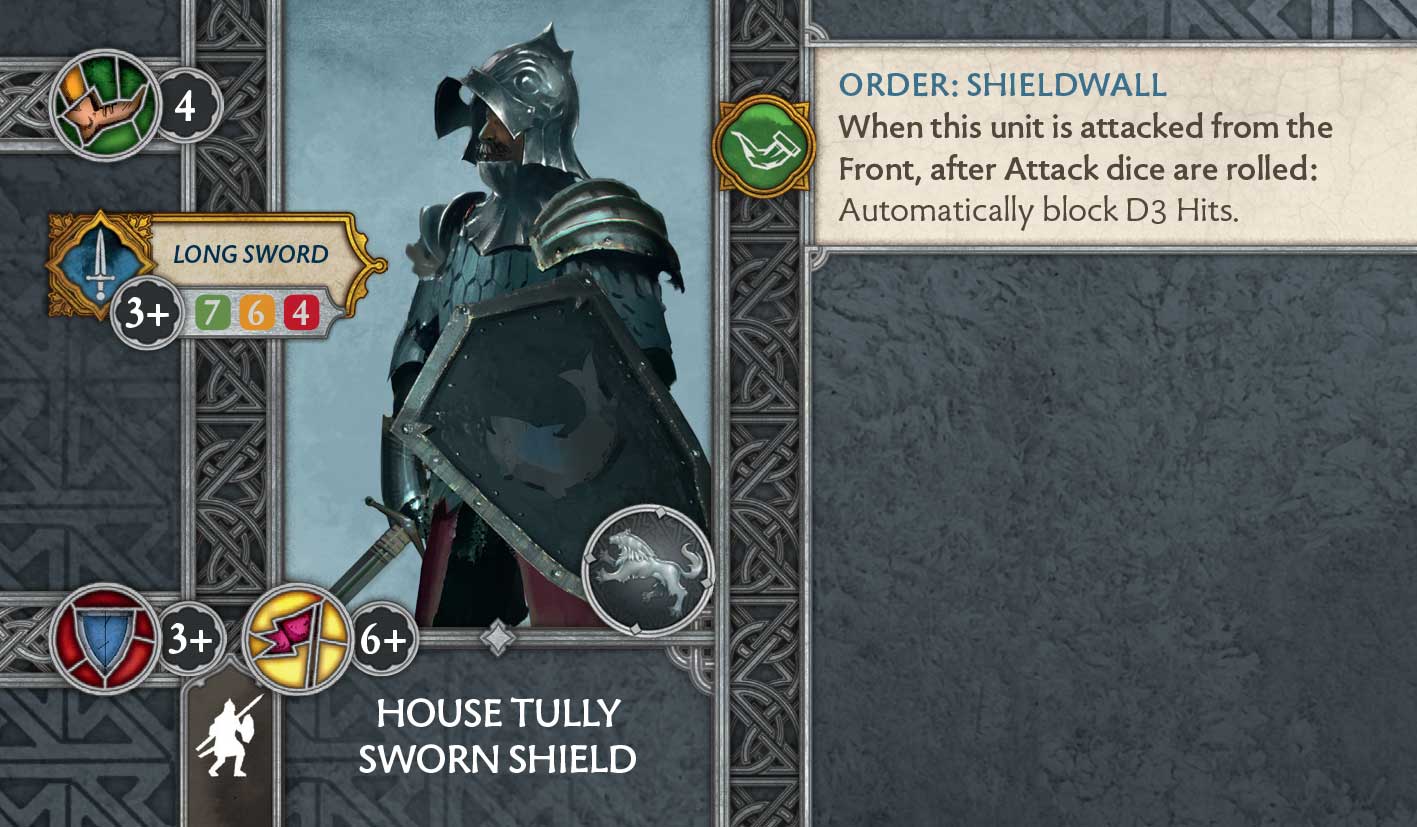 4
LONG SWORD
3+ 7 6 4
3+ 6+
HOUSE TULLY
SWORN SHIELD
ORDER: SHIELDWALL
When this unit is attacked from the
Front, after Attack dice are rolled:
Automatically block D3 Hits.